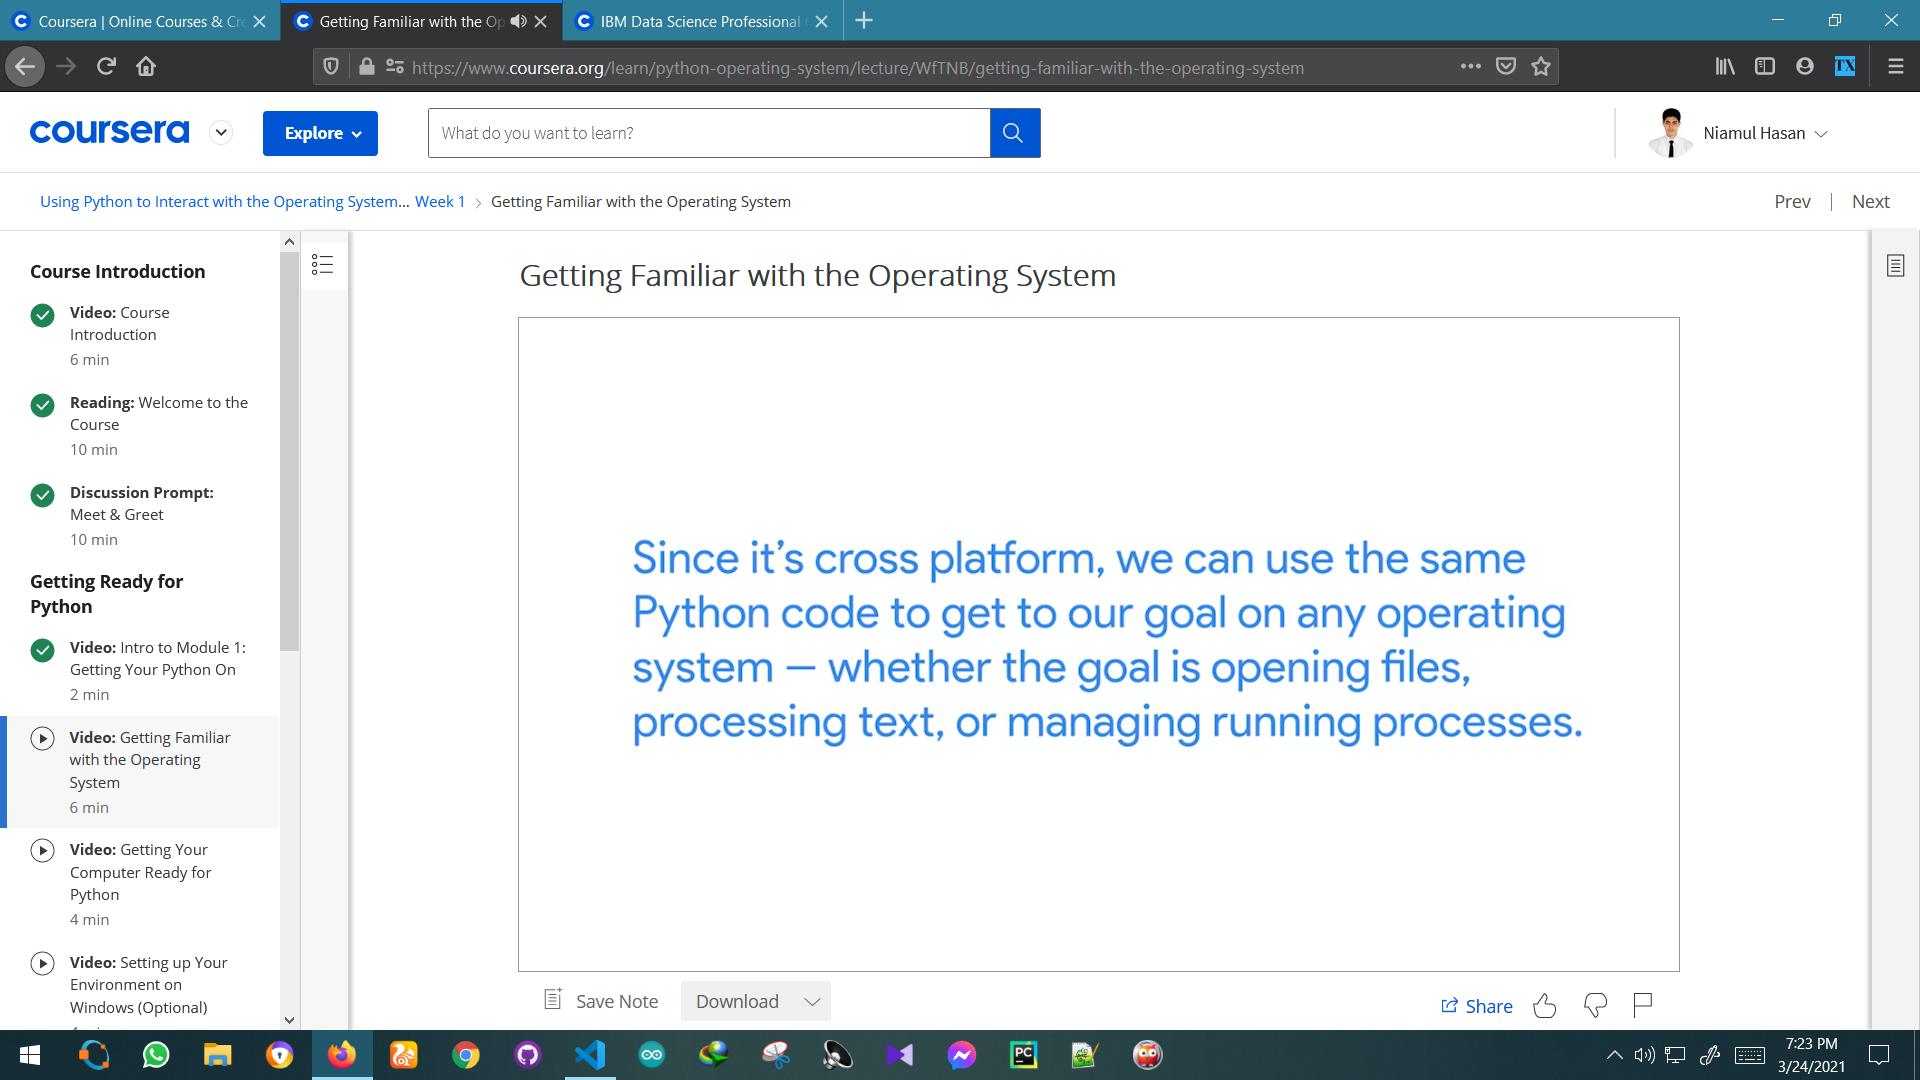 Coursera | Online Courses & Cre
Getting Familiar with the Op
IBM Data Science Professional
https://www.coursera.org/learn/python-operating-system/lecture/WfTNB/getting-familiar-with-the-operating-system
TX
coursera
Explore
What do you want to learn?
Niamul Hasan
Using Python to Interact with the Operating System... Week 1 > Getting Familiar with the Operating System
Prev | Next
Course Introduction
Video: Course
Introduction
6 min
Reading: Welcome to the
Course
10 min
Discussion Prompt:
Meet & Greet
10 min
Getting Ready for
Python
Video: Intro to Module 1:
Getting Your Python On
2 min
Video: Getting Familiar
with the Operating
System
6 min
Video: Getting Your
Computer Ready for
Python
4 min
Video: Setting up Your
Environment on
Windows (Optional)
Getting Familiar with the Operating System
Since it’s cross platform, we can use the same
Python code to get to our goal on any operating
system — whether the goal is opening files,
processing text, or managing running processes.
Save Note
Download
Share
PC
7:23 PM
3/24/2021